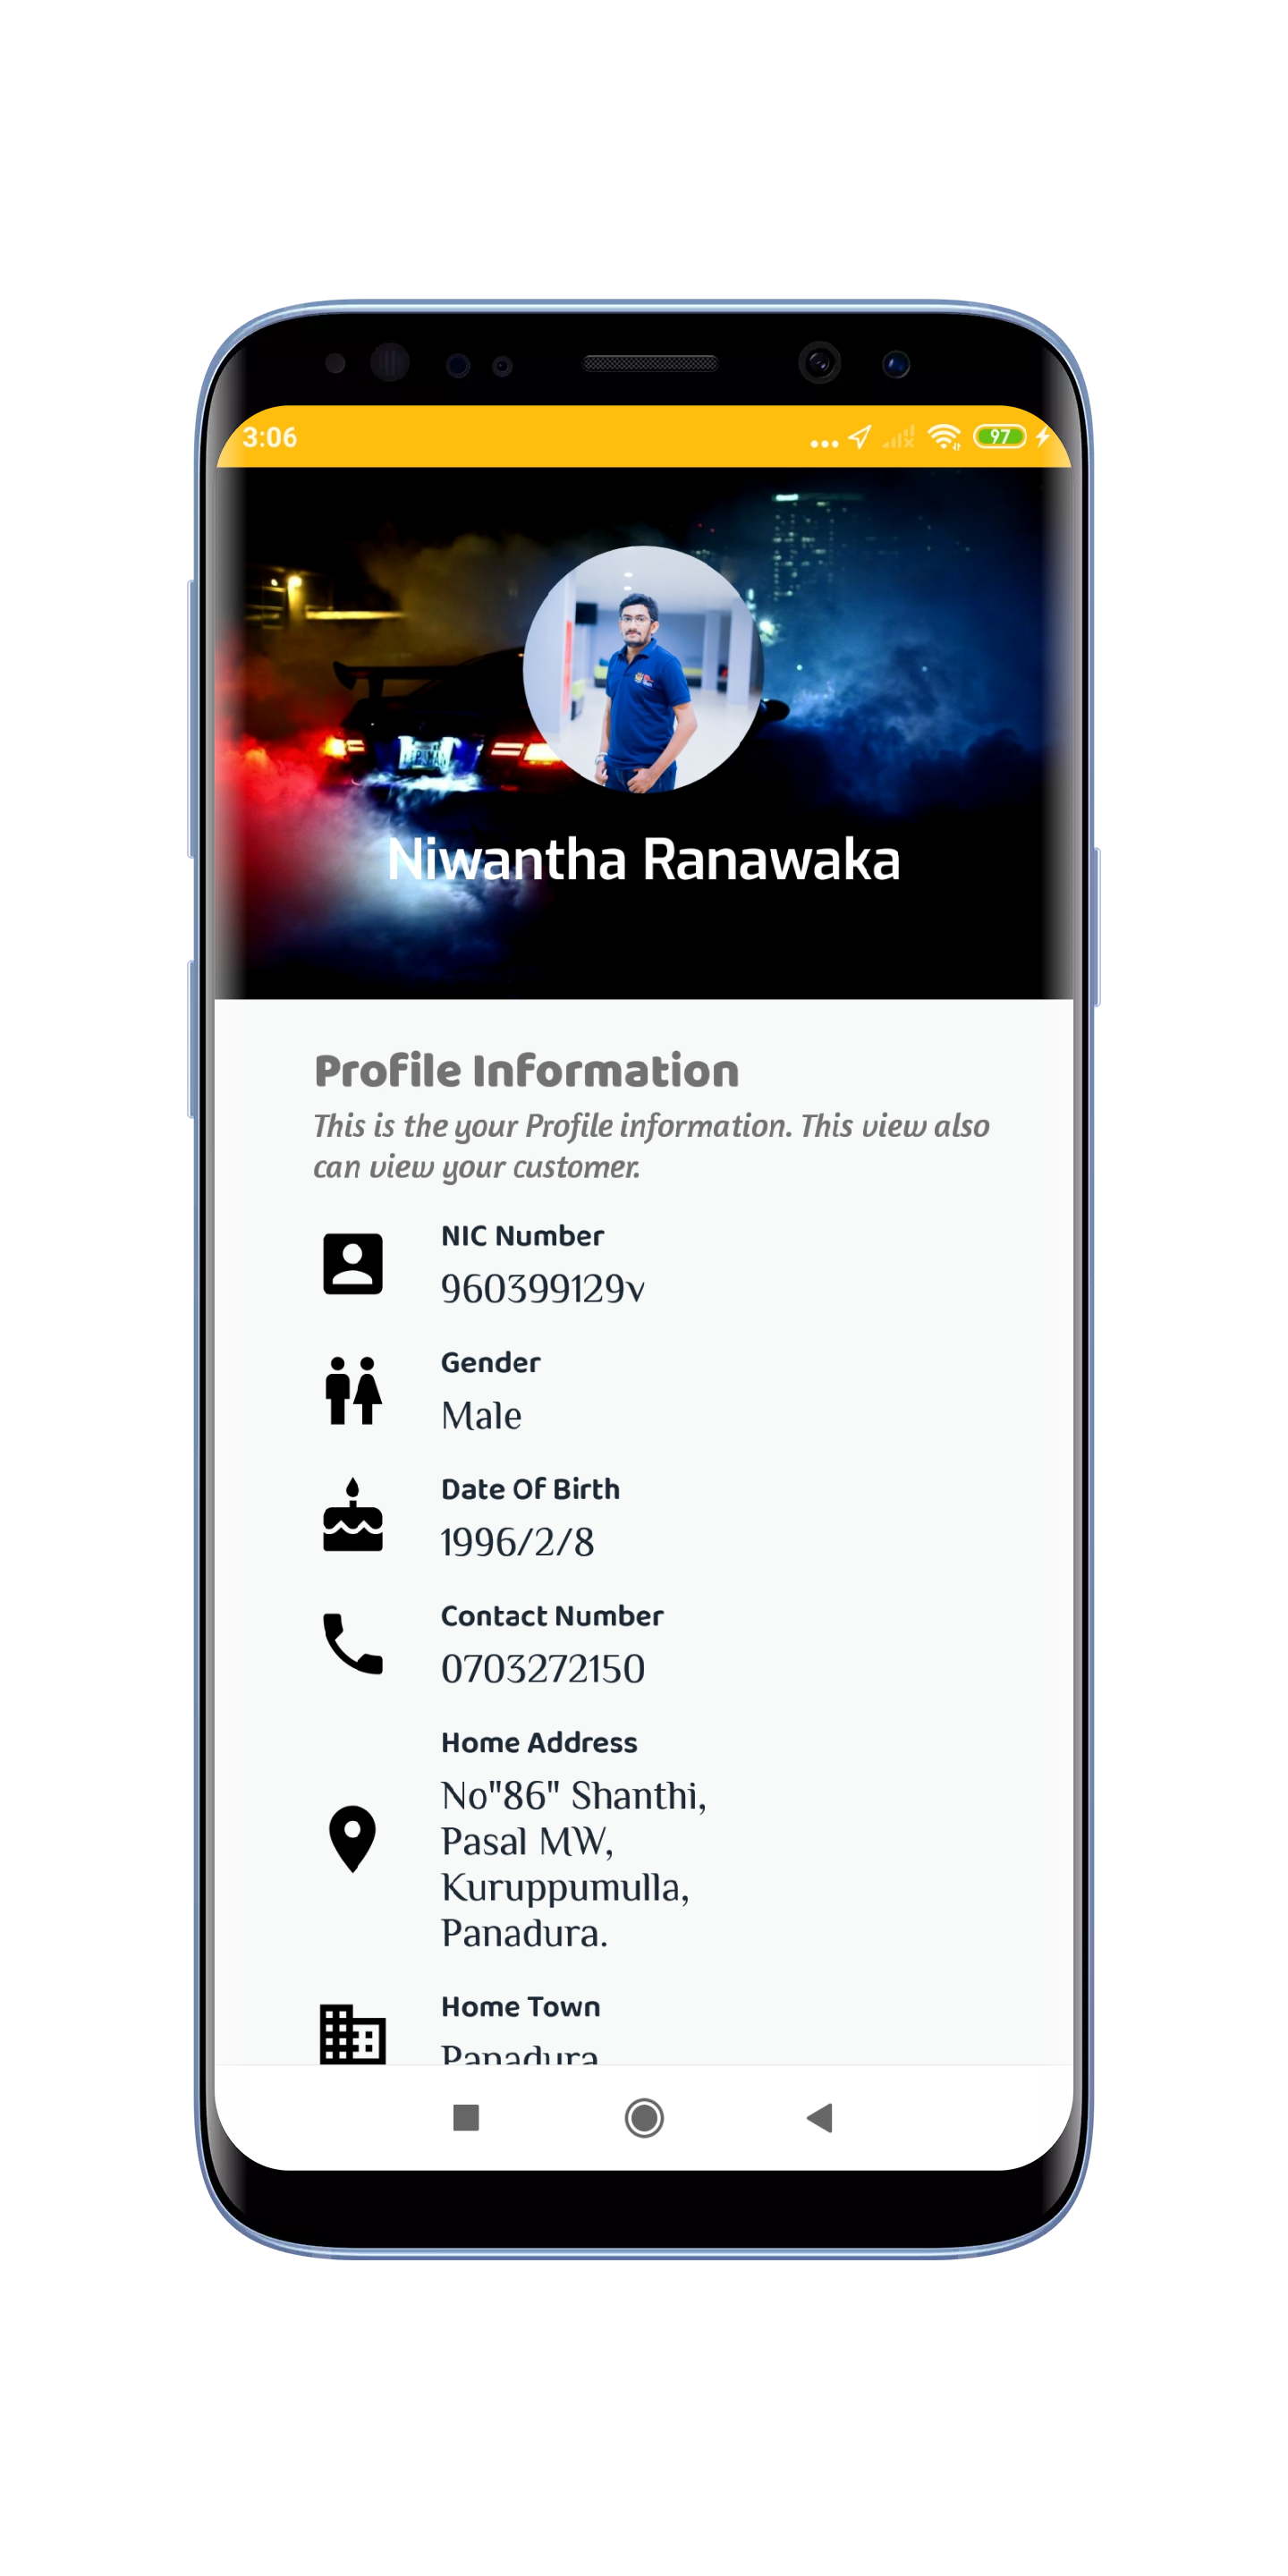 3:06
97
Niwantha Ranawaka
Profile Information
This is the your Profile information. This view also
can view your customer.
NIC Number
960399129v
Gender
Male
Date Of Birth
1996/2/8
Contact Number
0703272150
Home Address
No"86" Shanthi,
Pasal MW,
Kuruppumulla,
Panadura.
Home Town
Panadura